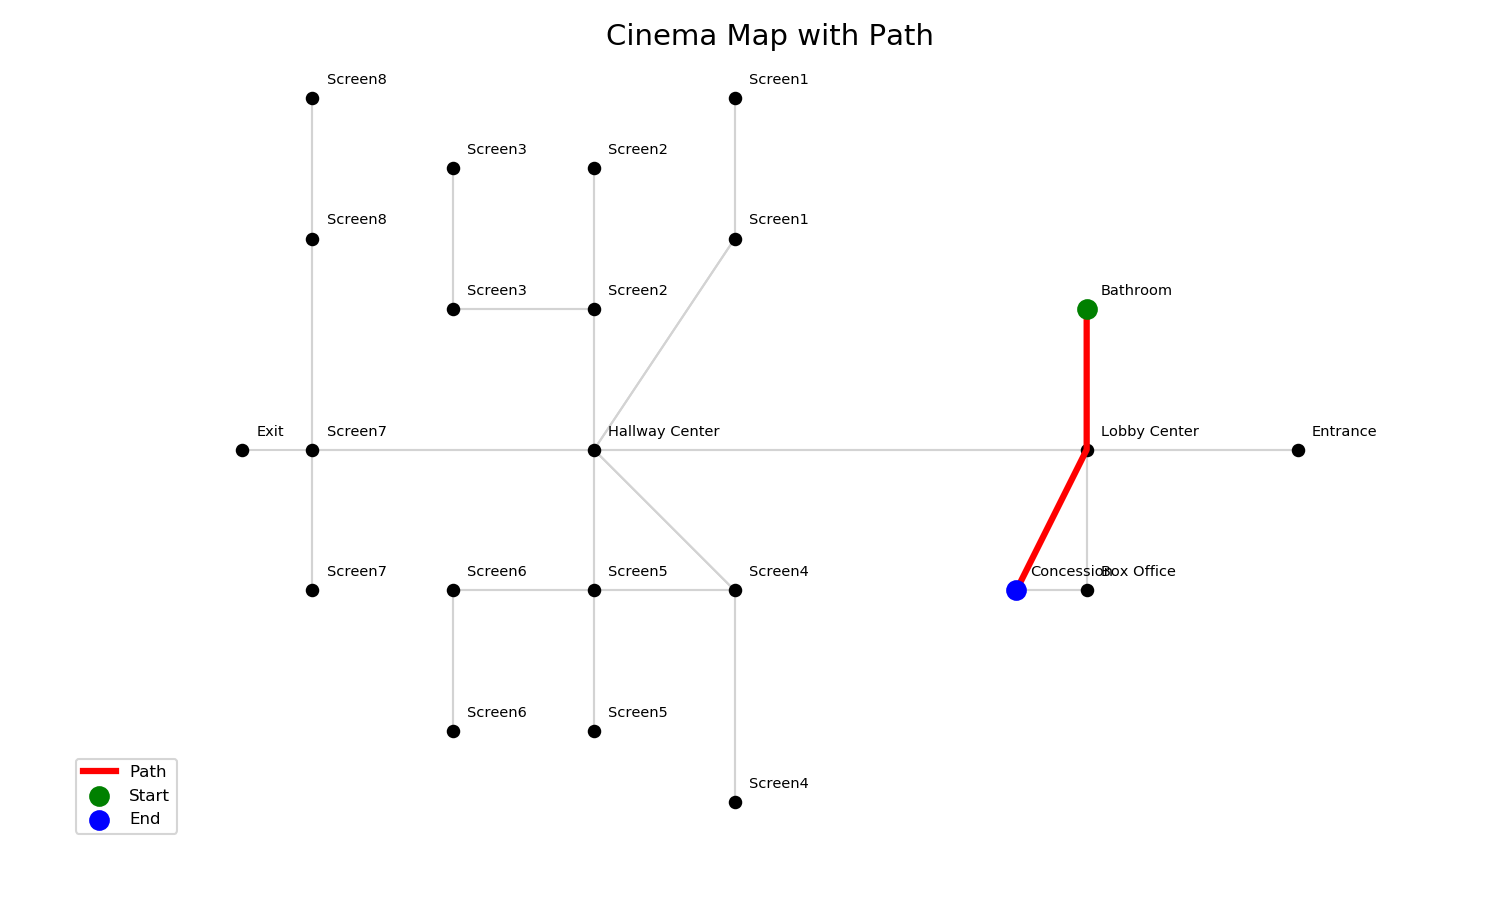 Cinema Map with Path
Screen8
Screen1
Screen3
Screen2
Screen8
Screen1
Screen3
Screen2
Bathroom
Exit
Screen7
Hallway Center
Lobby Center
Entrance
Screen7
Screen6
Screen5
Screen4
Concession
Box Office
Screen6
Screen5
Screen4
Path
Start
End